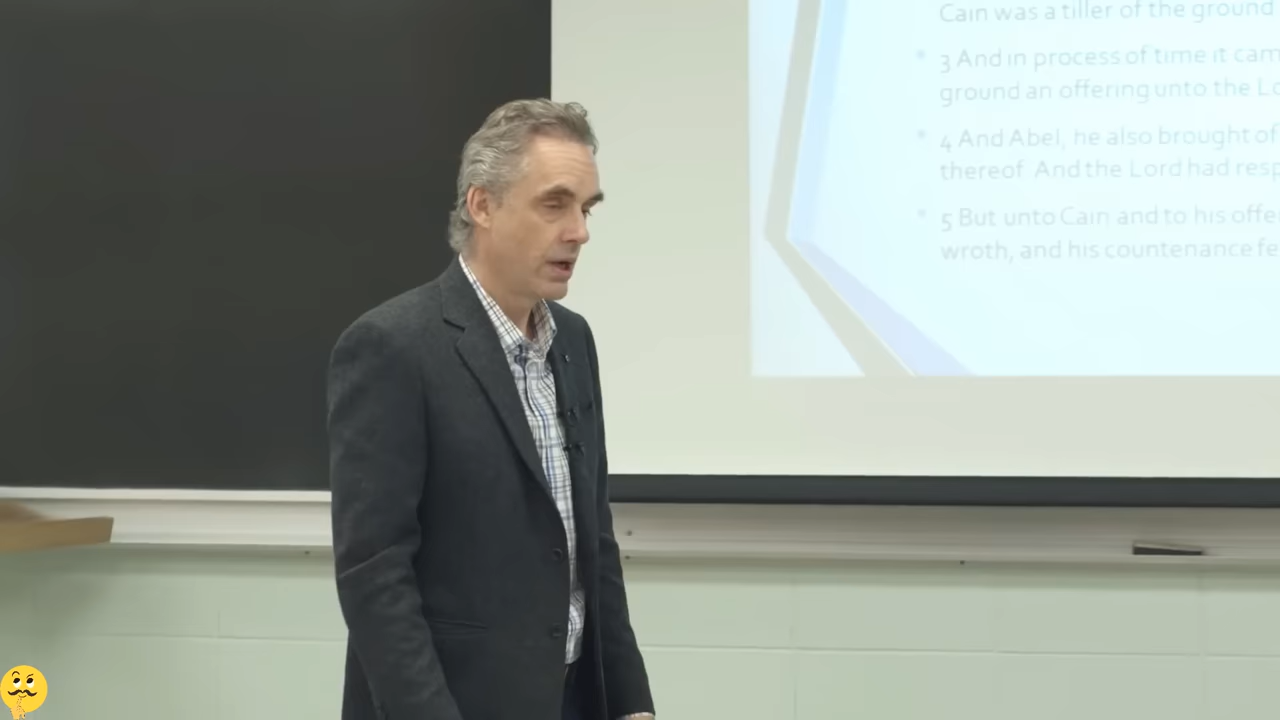 Cain was a tiller of the ground
3 And in process of time it cam
ground an offering unto the Lo
4 And Abel, he also brought of
thereof. And the Lord had resp
5 But unto Cain and to his offe
wroth, and his countenance fe